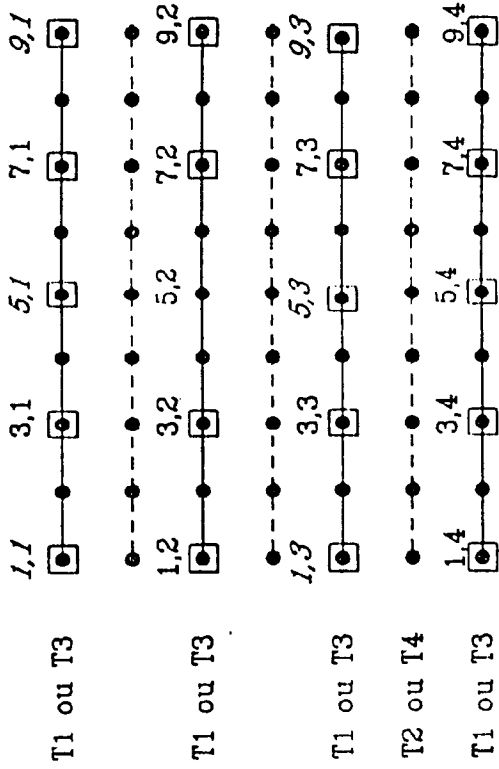 1,1 3,1 5,1 7,1 9,1
T1 ou T3
1,2 3,2 5,2 7,2 9,2
T1 ou T3
1,3 3,3 5,3 7,3 9,3
T1 ou T3
T2 ou T4
1,4 3,4 5,4 7,4 9,4
T1 ou T3